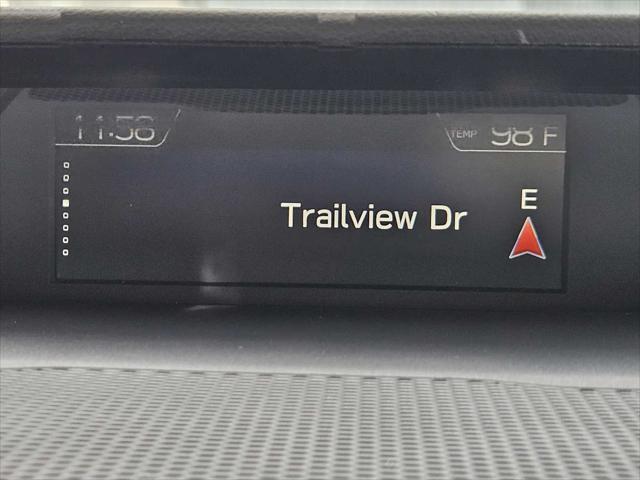 11:56
TEMP 98 F
E
Trailview Dr